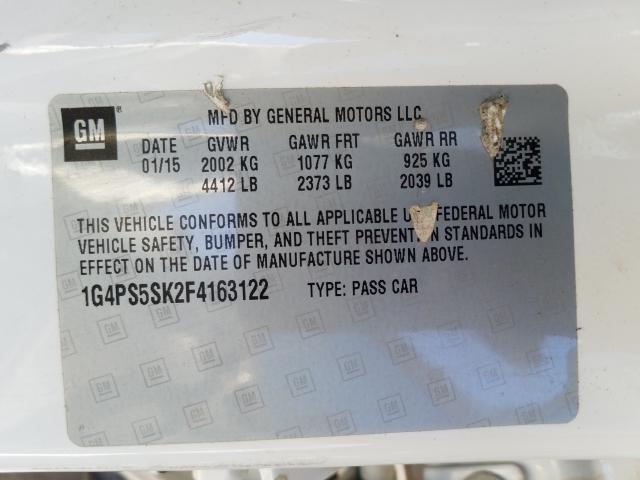 GM
MFD BY GENERAL MOTORS LLC
DATE GVWR GAWR FRT GAWR RR
01/15 2002 KG 1077 KG 925 KG
4412 LB 2373 LB 2039 LB
THIS VEHICLE CONFORMS TO ALL APPLICABLE FEDERAL MOTOR
VEHICLE SAFETY, BUMPER, AND THEFT PREVENTION STANDARDS IN
EFFECT ON THE DATE OF MANUFACTURE SHOWN ABOVE.
1G4PS5SK2F4163122 TYPE: PASS CAR